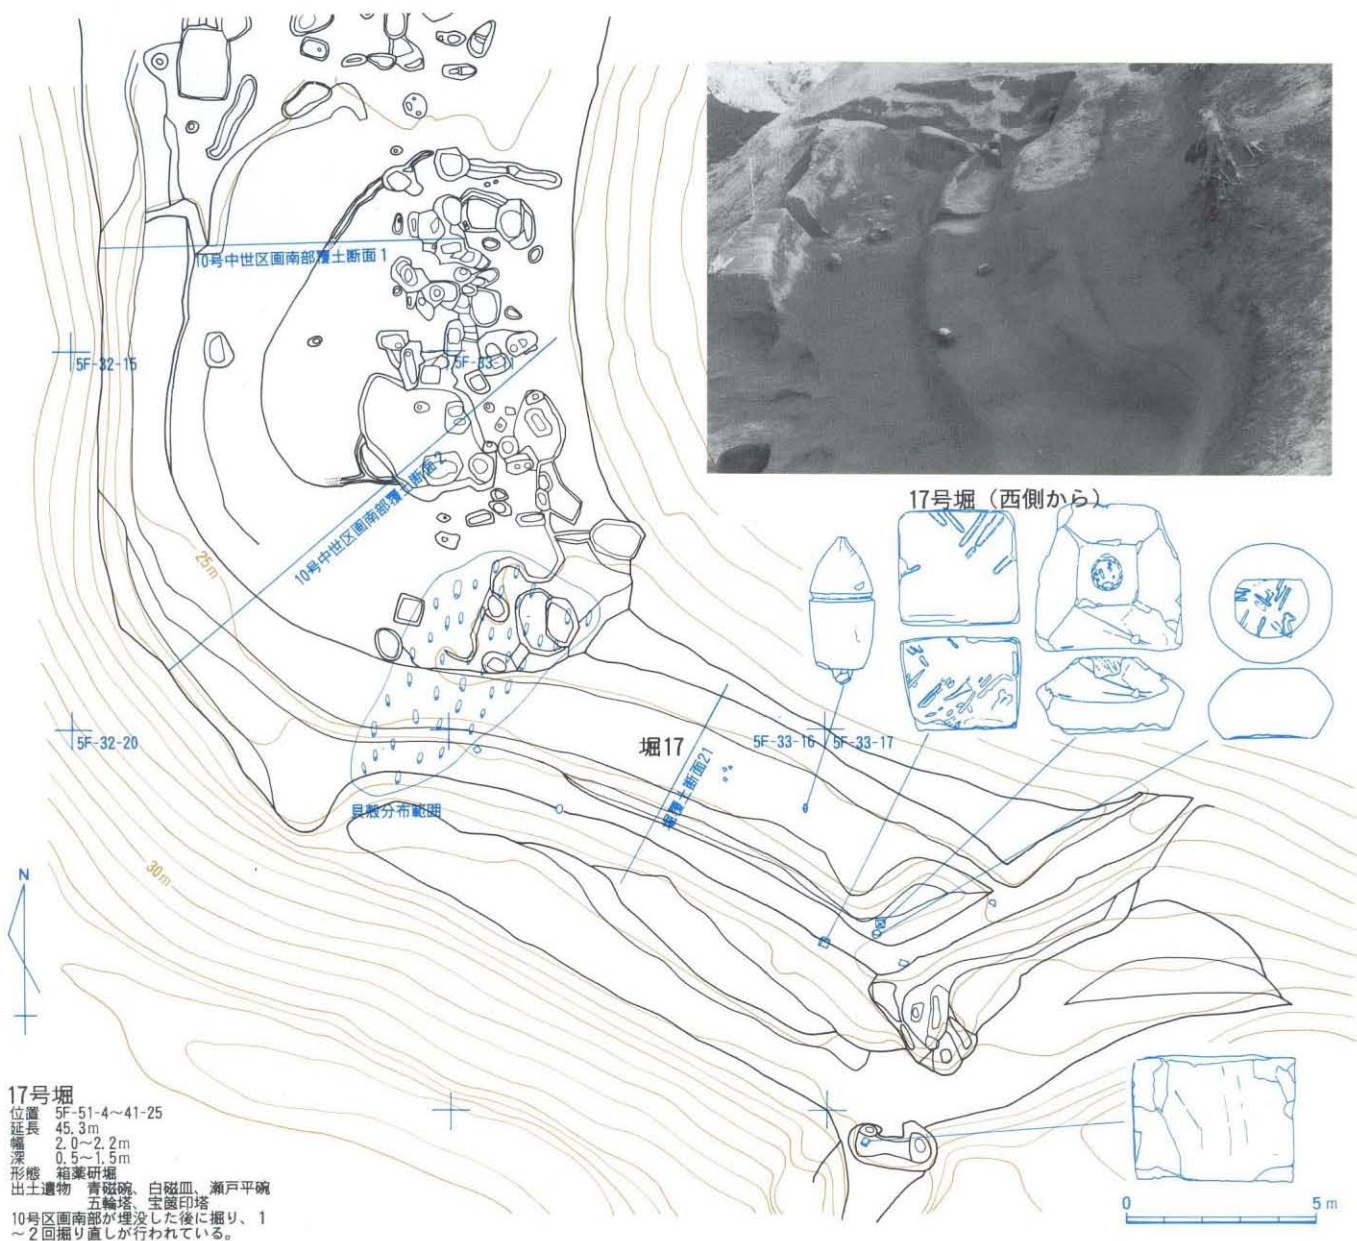 10号中世区画南部覆土断面1
5F-32-15
5F-33-11
10号中世区画南部覆土断面2
25m
17号堀（西側から）
5F-32-20
堀17
5F-33-16
5F-33-17
堀覆土断面21
貝殻分布範囲
30m
N
17号堀
位置 5F-51-4～41-25
延長 45.3m
幅 2.0～2.2m
深 0.5～1.5m
形態 箱薬研堀
出土遺物 青磁碗、白磁皿、瀬戸平碗
五輪塔、宝篋印塔
10号区画南部が埋没した後に掘り、1
～2回掘り直しが行われている。
0 5m